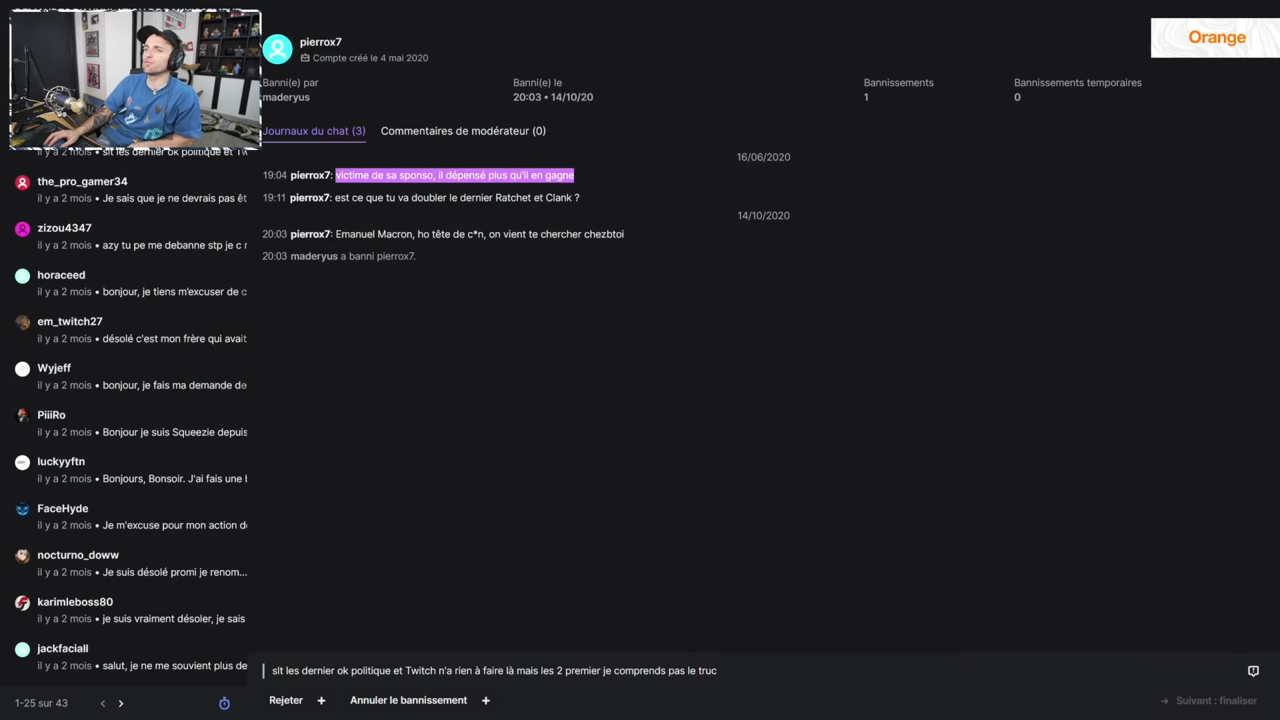 pierrox7
Compte créé le 4 mai 2020
Orange
Banni(e) par
maderyus
Banni(e) le
20:03 • 14/10/20
Bannissements
1
Bannissements temporaires
0
Journaux du chat (3)
Commentaires de modérateur (0)
16/06/2020
19:04 pierrox7: victime de sa sponso, il dépensé plus qu'il en gagne
19:11 pierrox7: est ce que tu va doubler le dernier Ratchet et Clank ?
14/10/2020
20:03 pierrox7: Emanuel Macron, ho tête de c*n, on vient te chercher chezbtoi
20:03 maderyus a banni pierrox7.
il y a 2 mois • slt les dernier ok politique et Tw
the_pro_gamer34
il y a 2 mois • Je sais que je ne devrais pas êt
zizou4347
il y a 2 mois • azy tu pe me debanne stp je c r
horaceed
il y a 2 mois • bonjour, je tiens m'excuser de c
em_twitch27
il y a 2 mois • désolé c'est mon frère qui avait
Wyjeff
il y a 2 mois • bonjour, je fais ma demande de
PiiiRo
il y a 2 mois • Bonjour je suis Squeezie depuis
luckyyftn
il y a 2 mois • Bonjours, Bonsoir. J'ai fais une b
FaceHyde
il y a 2 mois • Je m'excuse pour mon action de
nocturno_doww
il y a 2 mois • Je suis désolé promi je renom...
karimleboss80
il y a 2 mois • je suis vraiment désoler, je sais
jackfaciall
il y a 2 mois • salut, je ne me souvient plus de
1-25 sur 43
slt les dernier ok politique et Twitch n'a rien à faire là mais les 2 premier je comprends pas le truc
Rejeter +
Annuler le bannissement +
→ Suivant : finaliser